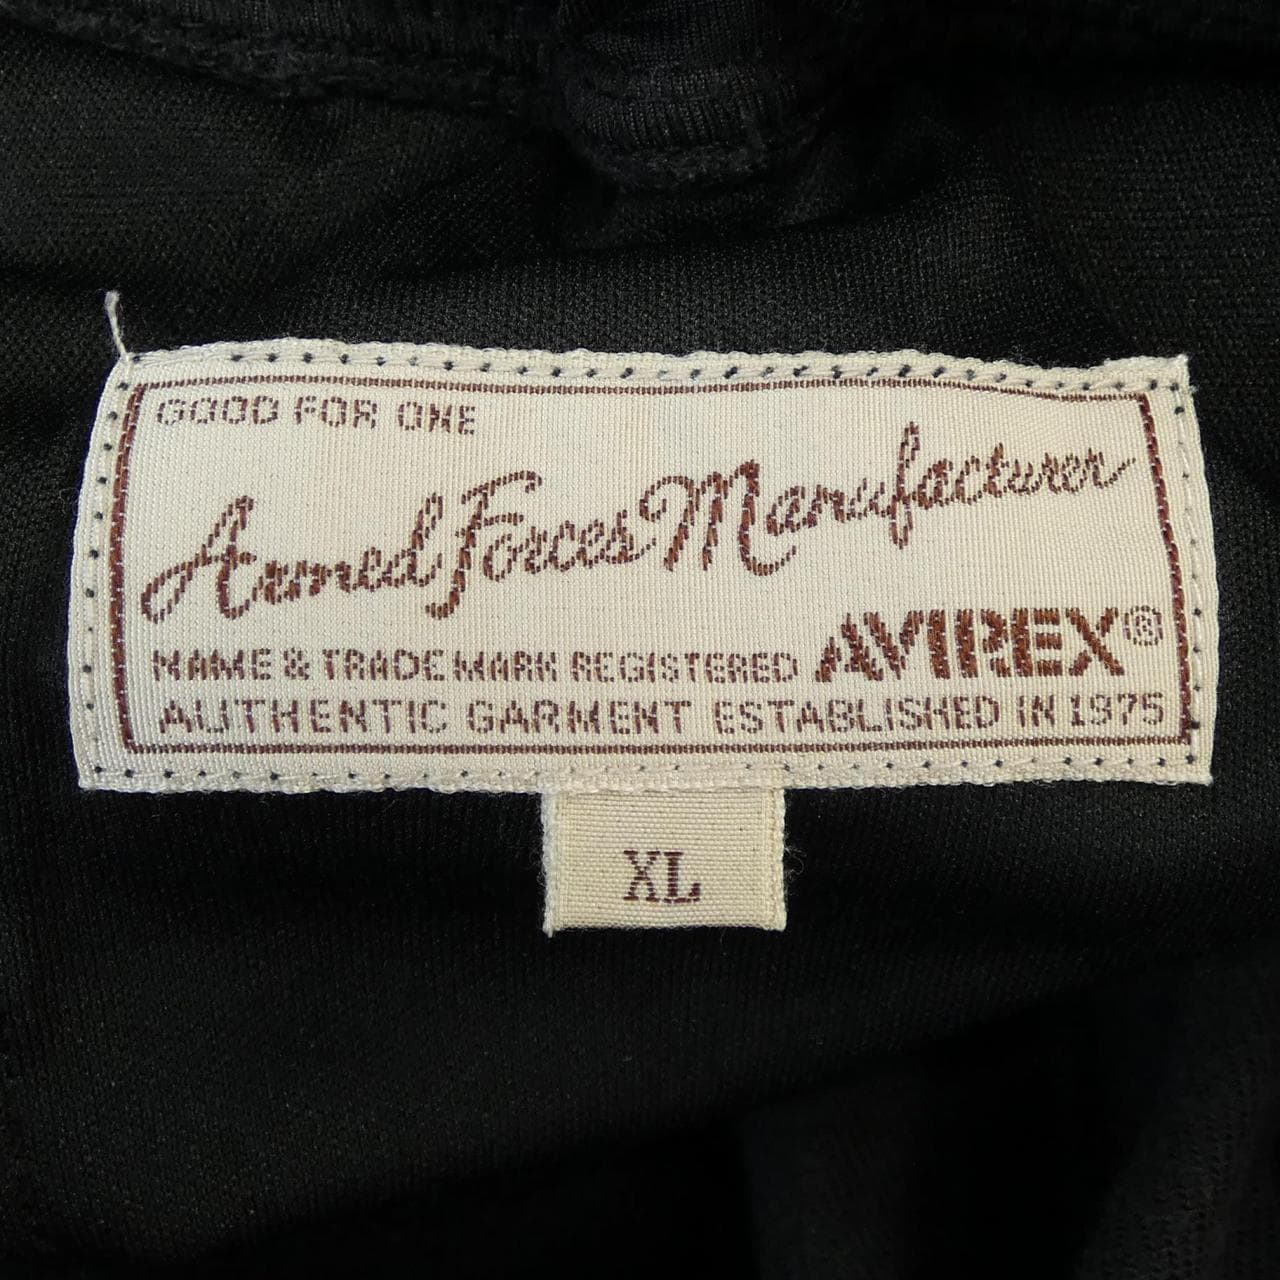 GOOD FOR ONE
Armed Forces Manufacturer
NAME & TRADE MARK REGISTERED AVIREX®
AUTHENTIC GARMENT ESTABLISHED IN 1975
XL